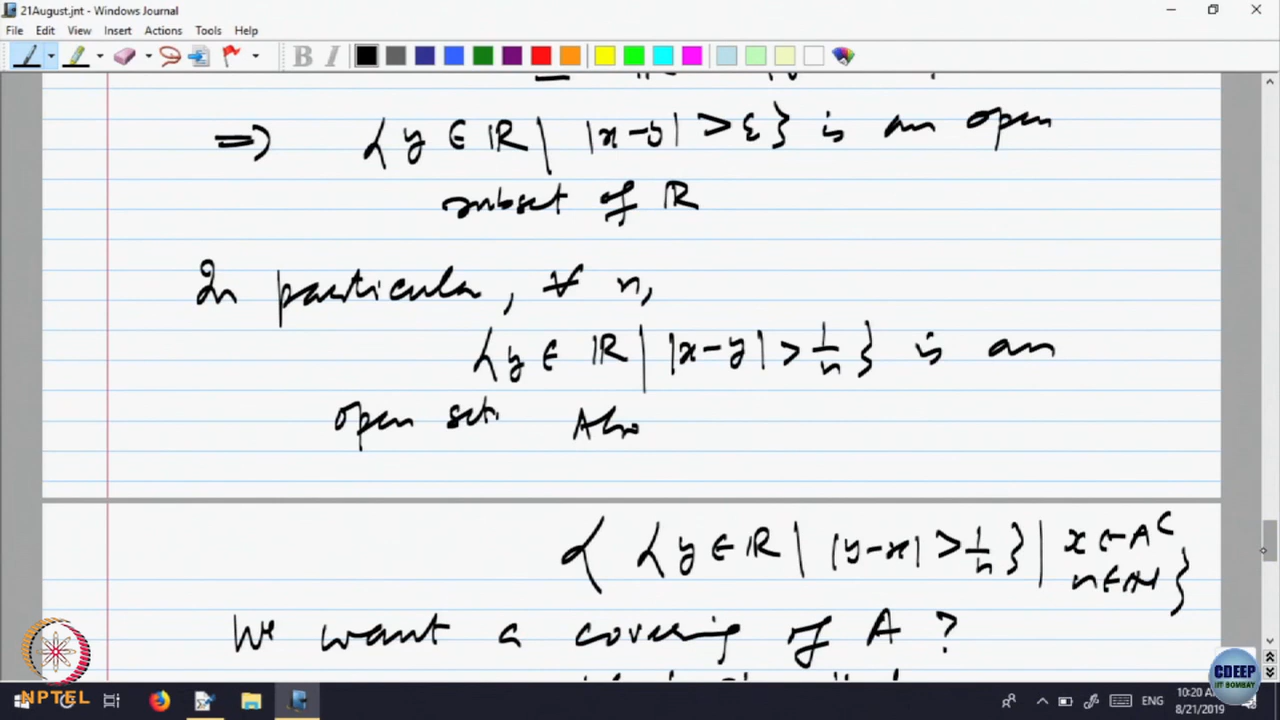 21August.jnt - Windows Journal
File Edit View Insert Actions Tools Help
B I
⇒ { y ∈ ℝ | |x-y| > ε } is an open
subset of ℝ
In particular, ∀ n,
{ y ∈ ℝ | |x-y| > 1/n } is an
open set. Also
{ { y ∈ ℝ | |y-x| > 1/n } | x ∈ A^c
n ∈ ℕ }
We want a covering of A ?
NPTEL
CDEEP
IIT BOMBAY
ENG
10:20 A
8/21/2019